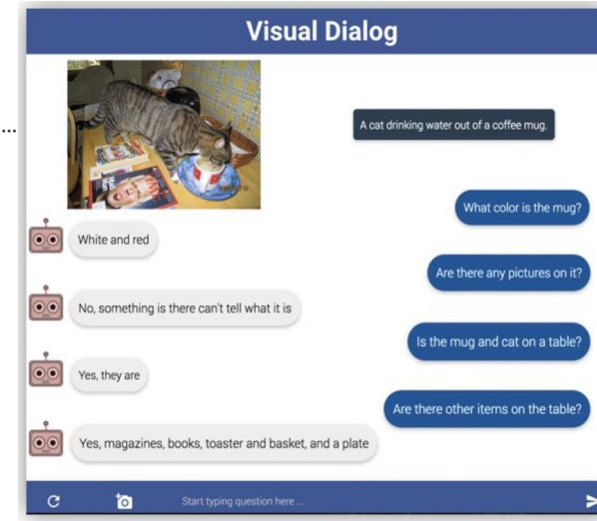 Visual Dialog
...
A cat drinking water out of a coffee mug.
What color is the mug?
White and red
Are there any pictures on it?
No, something is there can't tell what it is
Is the mug and cat on a table?
Yes, they are
Are there other items on the table?
Yes, magazines, books, toaster and basket, and a plate
Start typing question here ...